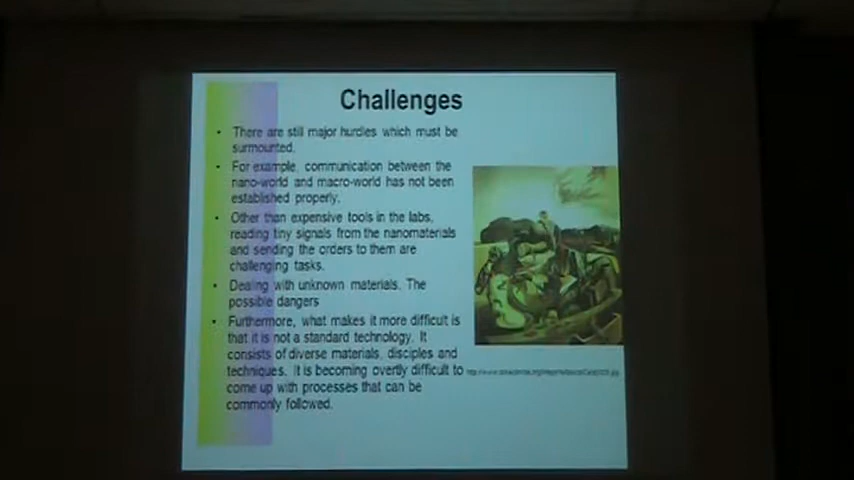 Challenges
• There are still major hurdles which must be
surmounted.
• For example, communication between the
nano-world and macro-world has not been
established properly.
• Other than expensive tools in the labs,
reading tiny signals from the nanomaterials
and sending the orders to them are
challenging tasks.
• Dealing with unknown materials. The
possible dangers
• Furthermore, what makes it more difficult is
that it is not a standard technology. It
consists of diverse materials, disciples and
techniques. It is becoming overtly difficult to
come up with processes that can be
commonly followed.